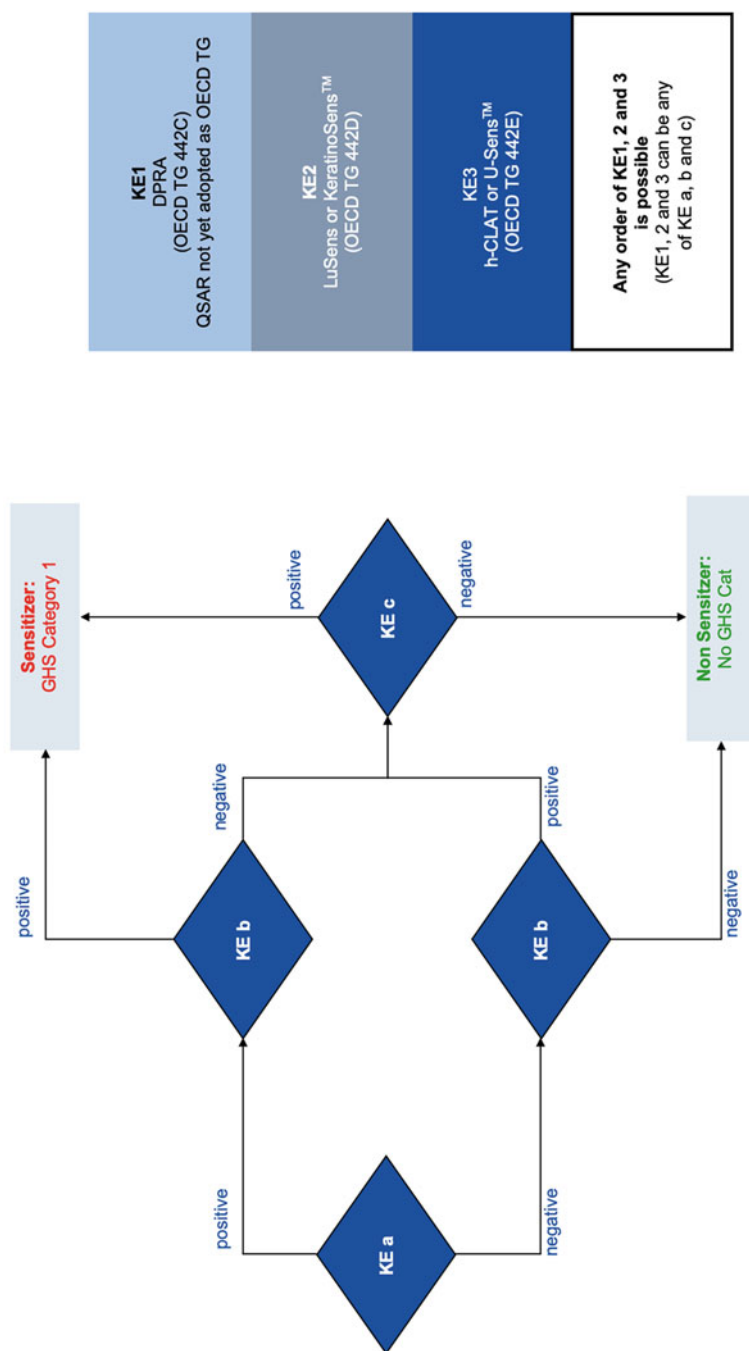 KE1
DPRA
(OECD TG 442C)
QSAR not yet adopted as OECD TG
KE2
LuSens or KeratinoSens™
(OECD TG 442D)
KE3
h-CLAT or U-Sens™
(OECD TG 442E)
Any order of KE1, 2 and 3
is possible
(KE1, 2 and 3 can be any
of KE a, b and c)
KE a
positive
negative
KE b
positive
negative
KE b
positive
negative
KE c
positive
negative
Sensitizer:
GHS Category 1
Non Sensitzer:
No GHS Cat